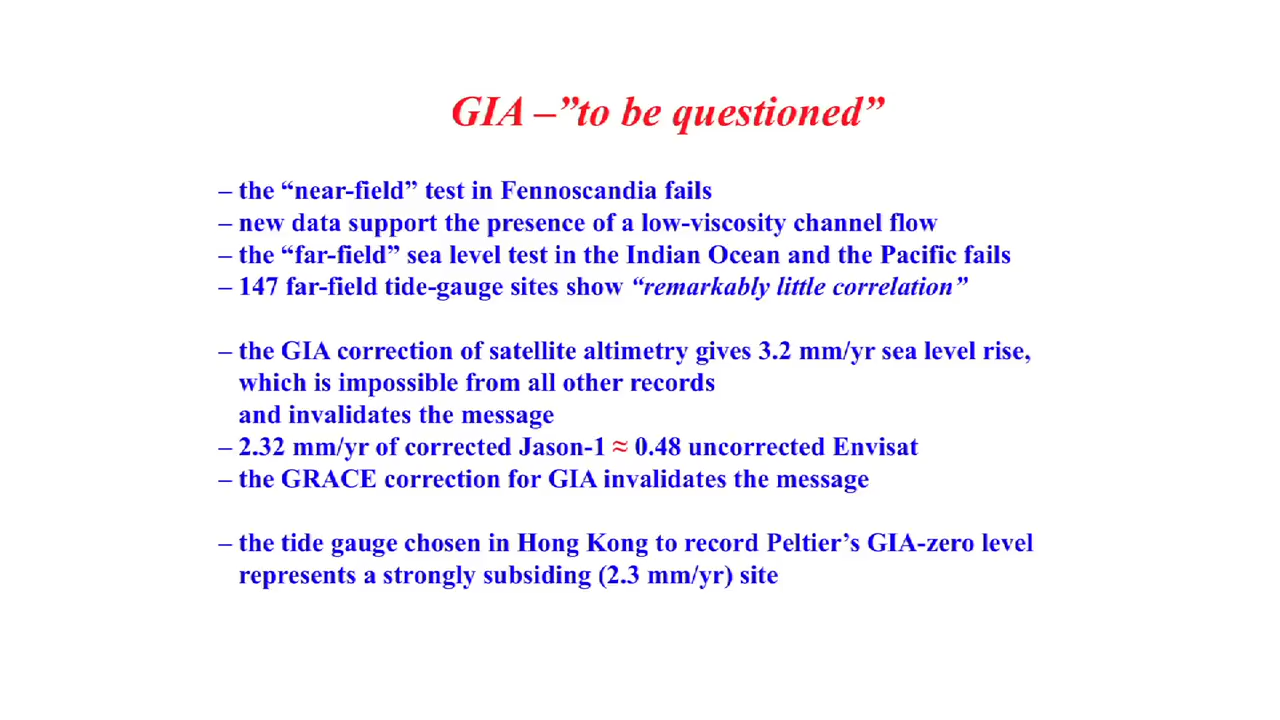 GIA –”to be questioned”
– the “near-field” test in Fennoscandia fails
– new data support the presence of a low-viscosity channel flow
– the “far-field” sea level test in the Indian Ocean and the Pacific fails
– 147 far-field tide-gauge sites show “remarkably little correlation”
– the GIA correction of satellite altimetry gives 3.2 mm/yr sea level rise,
which is impossible from all other records
and invalidates the message
– 2.32 mm/yr of corrected Jason-1 ≈ 0.48 uncorrected Envisat
– the GRACE correction for GIA invalidates the message
– the tide gauge chosen in Hong Kong to record Peltier’s GIA-zero level
represents a strongly subsiding (2.3 mm/yr) site